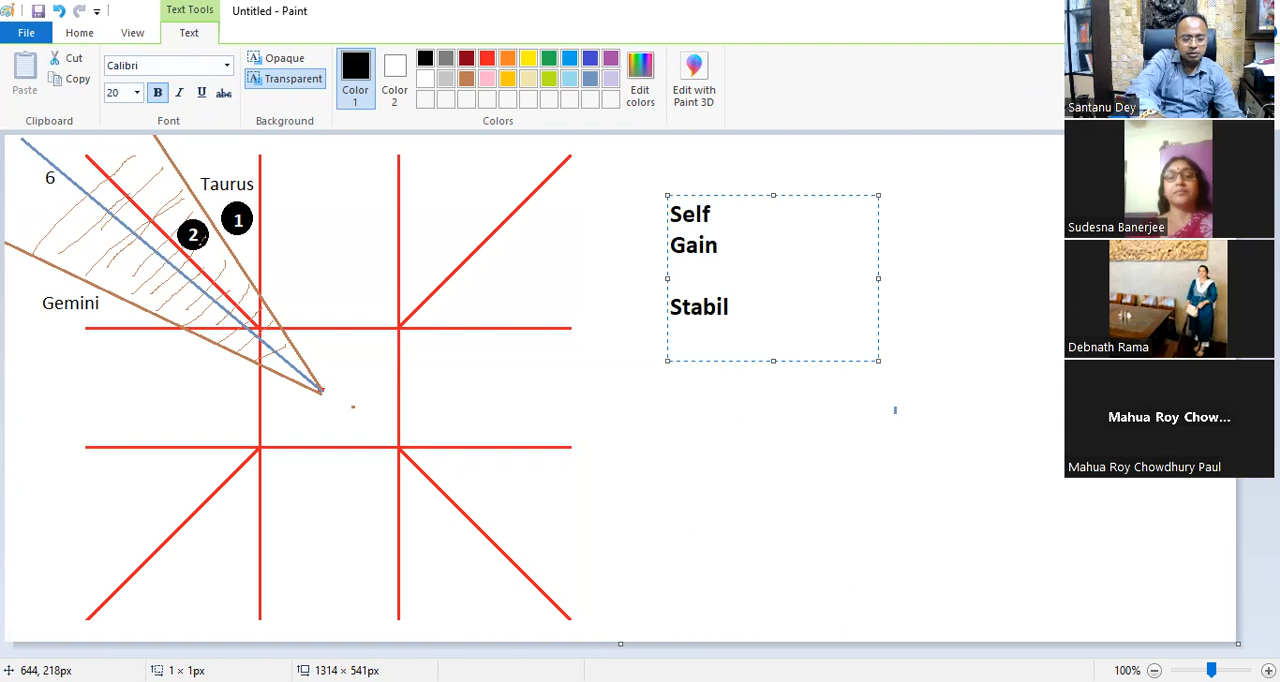 Text Tools
Untitled - Paint
File
Home
View
Text
Paste
Cut
Copy
Clipboard
Calibri
20
B
I
U
abc
Font
Opaque
Transparent
Background
Color
1
Color
2
Edit
colors
Colors
Edit with
Paint 3D
Santanu Dey
Sudesna Banerjee
Debnath Rama
Mahua Roy Chow...
Mahua Roy Chowdhury Paul
6
Taurus
1
2
Gemini
Self
Gain
Stabil
644, 218px
1 × 1px
1314 × 541px
100%